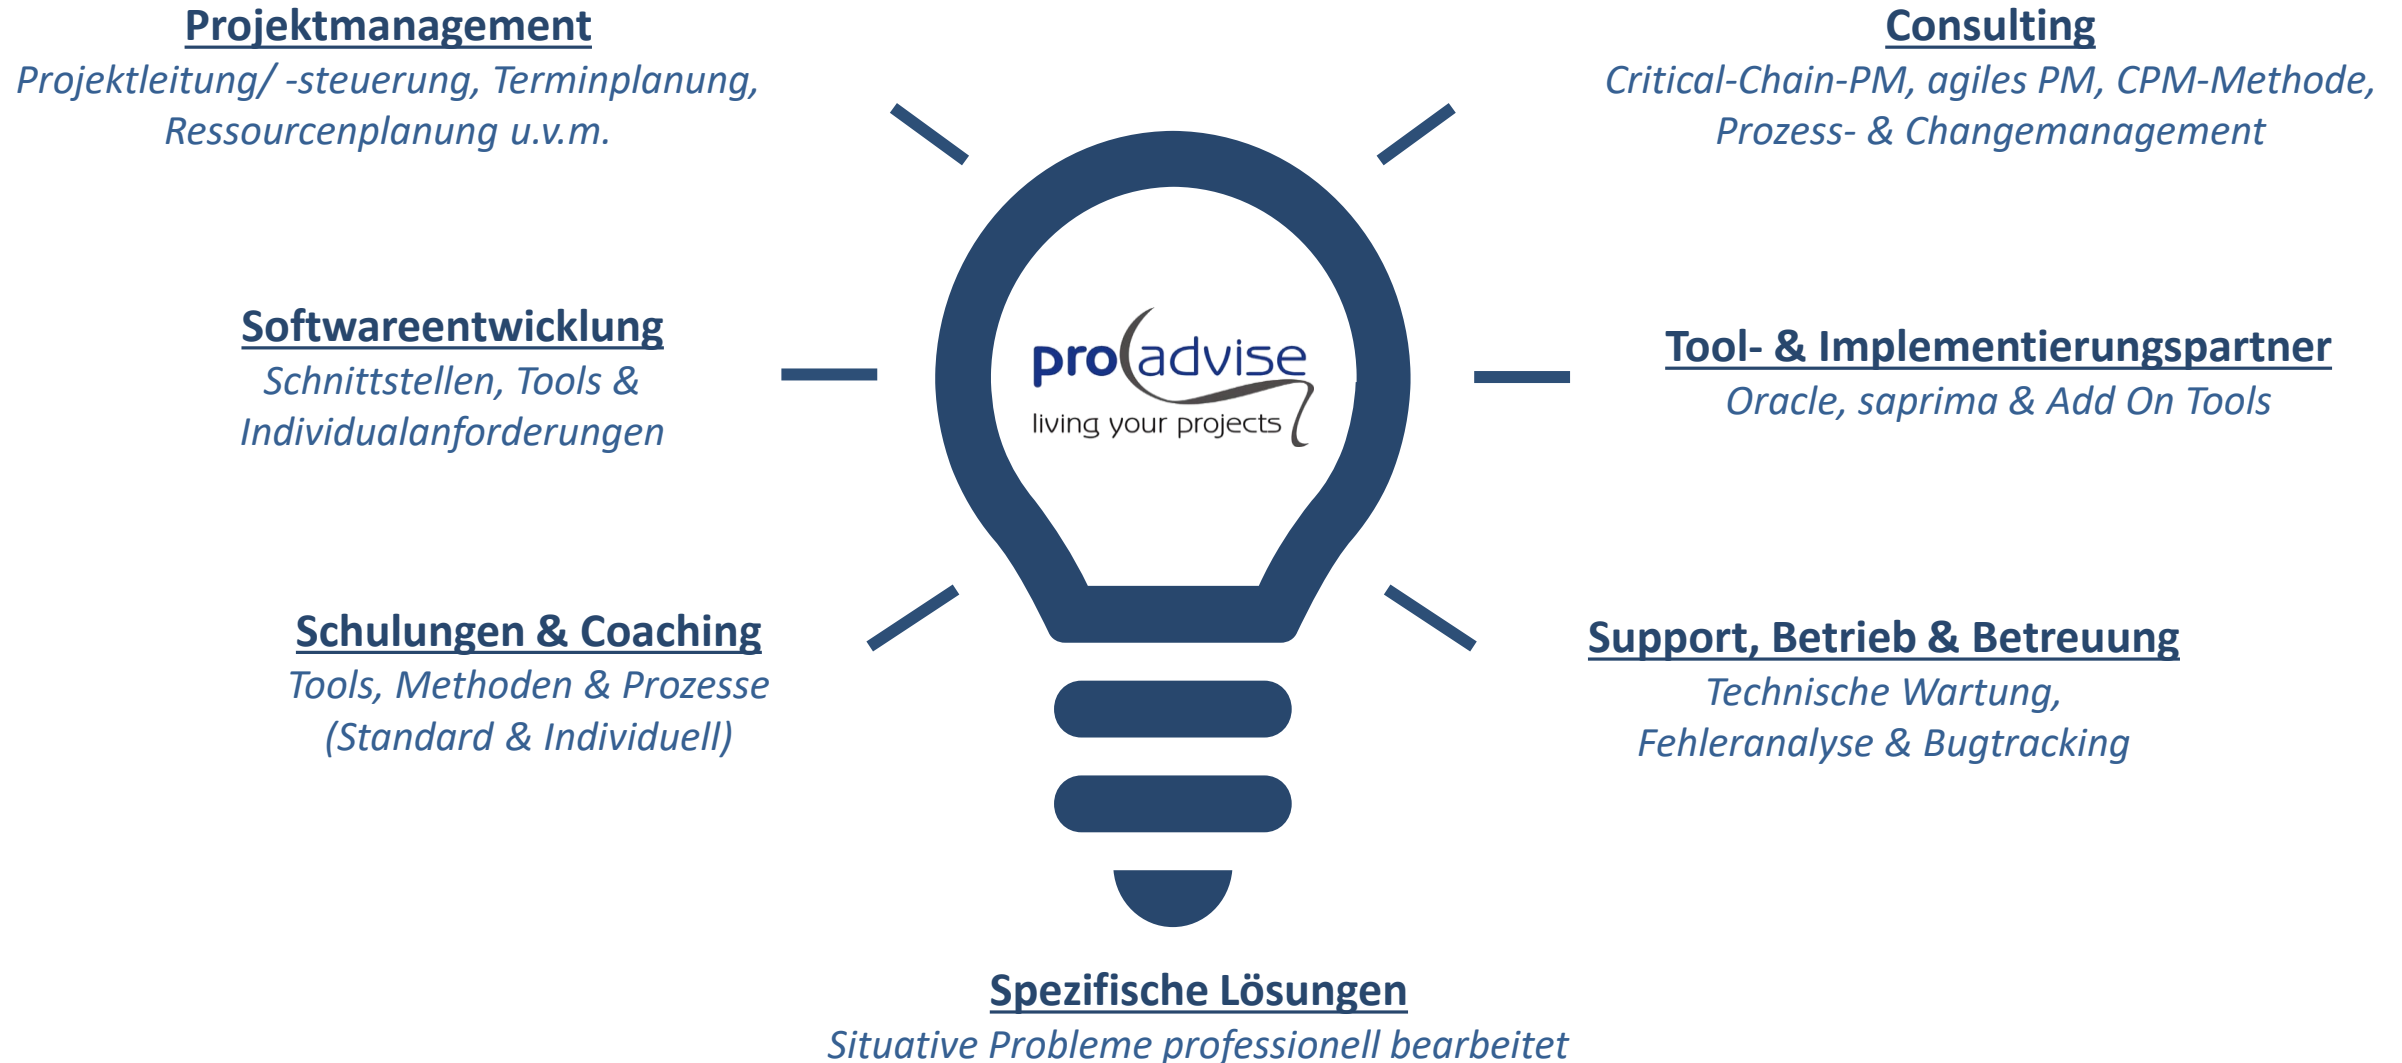 Projektmanagement
Projektleitung/ -steuerung, Terminplanung,
Ressourcenplanung u.v.m.
Consulting
Critical-Chain-PM, agiles PM, CPM-Methode,
Prozess- & Changemanagement
Softwareentwicklung
Schnittstellen, Tools &
Individualanforderungen
pro advise
living your projects
Tool- & Implementierungspartner
Oracle, saprima & Add On Tools
Schulungen & Coaching
Tools, Methoden & Prozesse
(Standard & Individuell)
Support, Betrieb & Betreuung
Technische Wartung,
Fehleranalyse & Bugtracking
Spezifische Lösungen
Situative Probleme professionell bearbeitet